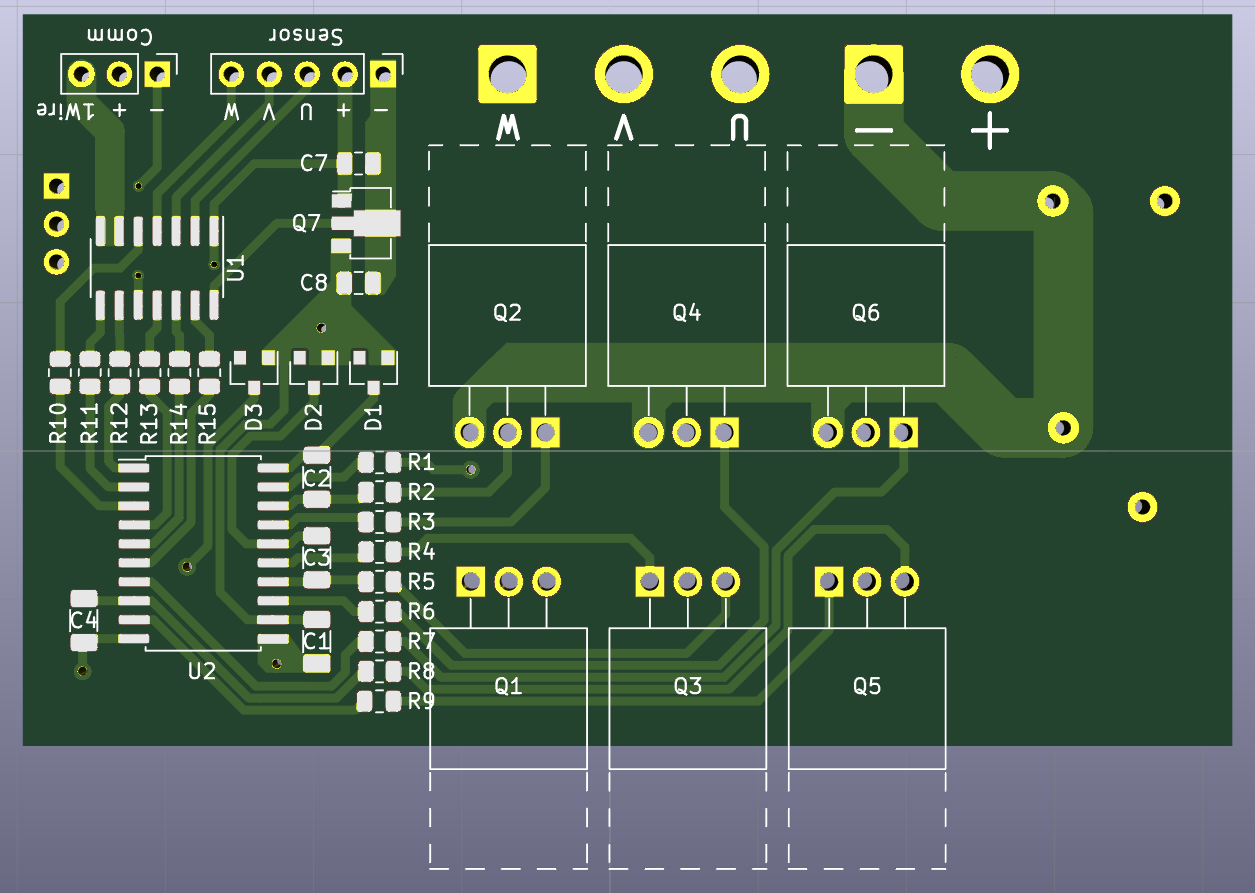 Comm
Sensor
1Wire + -
W V U + -
W V U - +
C7
Q7
U1
C8
Q2 Q4 Q6
R10 R11 R12 R13 R14 R15 D3 D2 D1
R1
C2
R2
R3
R4
C3
R5
R6
C4
C1
R7
U2
R8
Q1 Q3 Q5
R9